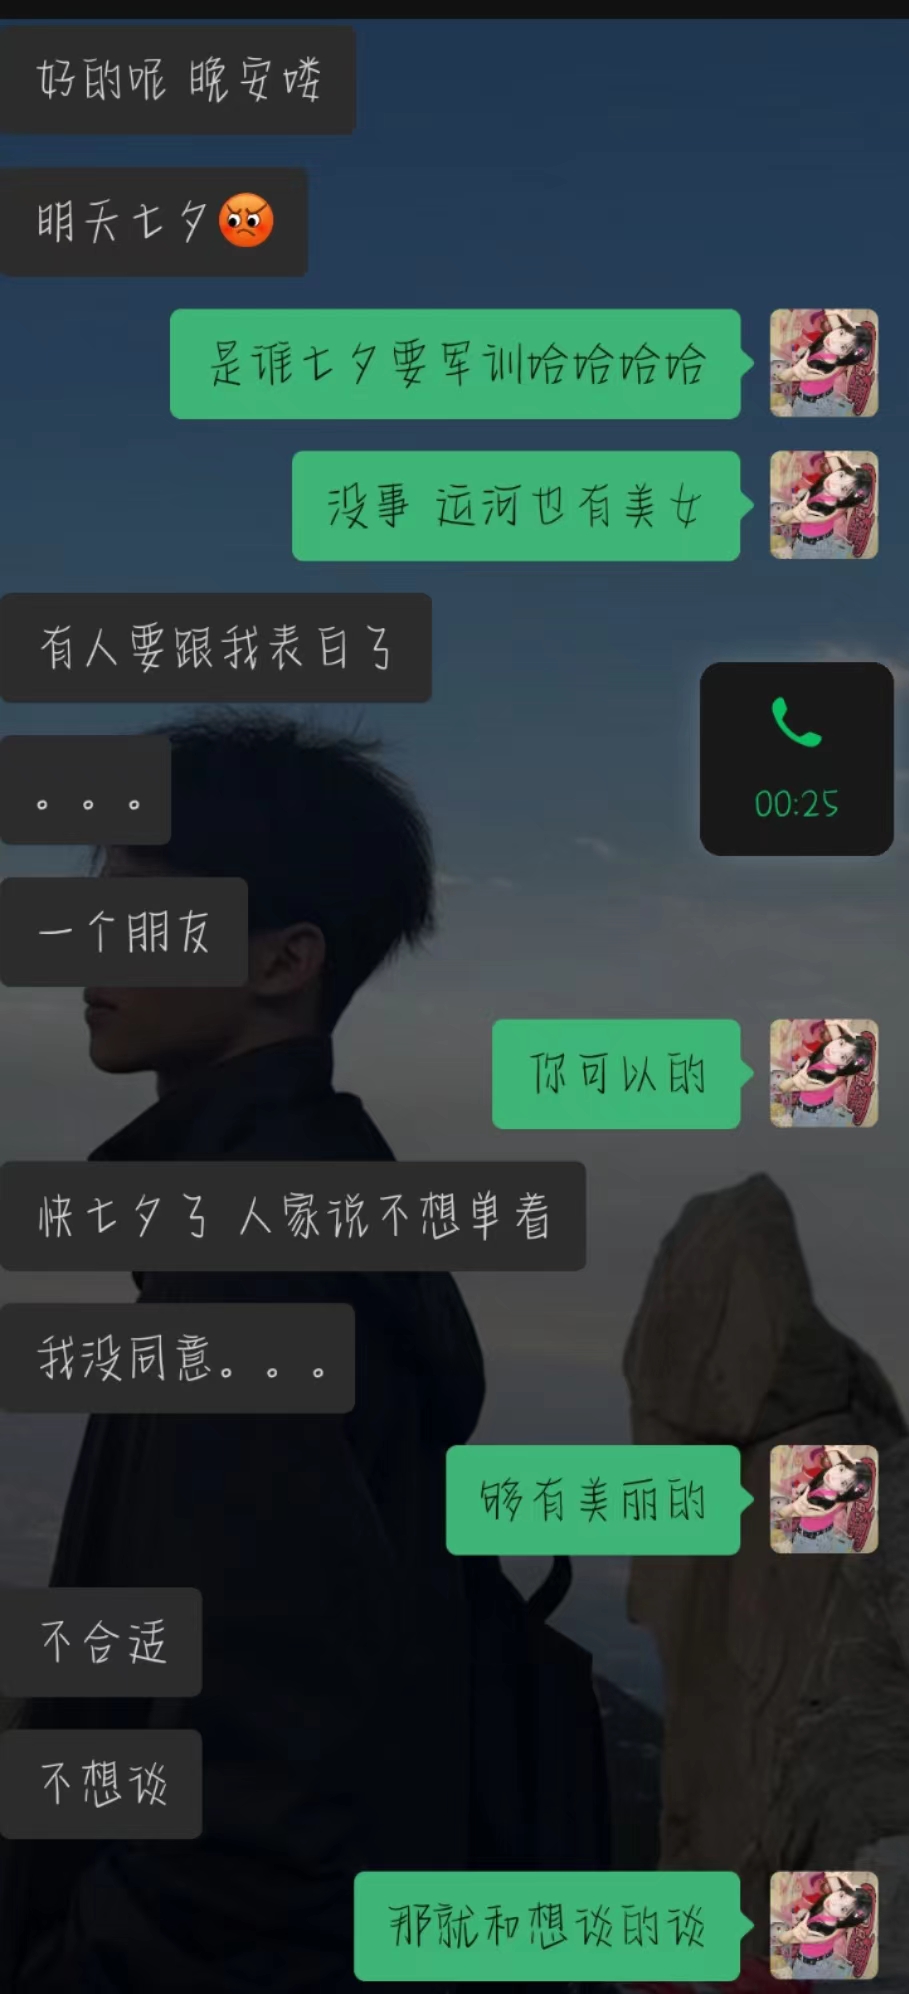 好的呢 晚安喽
明天七夕😡
是谁七夕要军训哈哈哈哈
没事 运河也有美女
有人要跟我表白了
。。。
00:25
一个朋友
你可以的
快七夕了 人家说不想单着
我没同意。。。
够有美丽的
不合适
不想谈
那就和想谈的谈